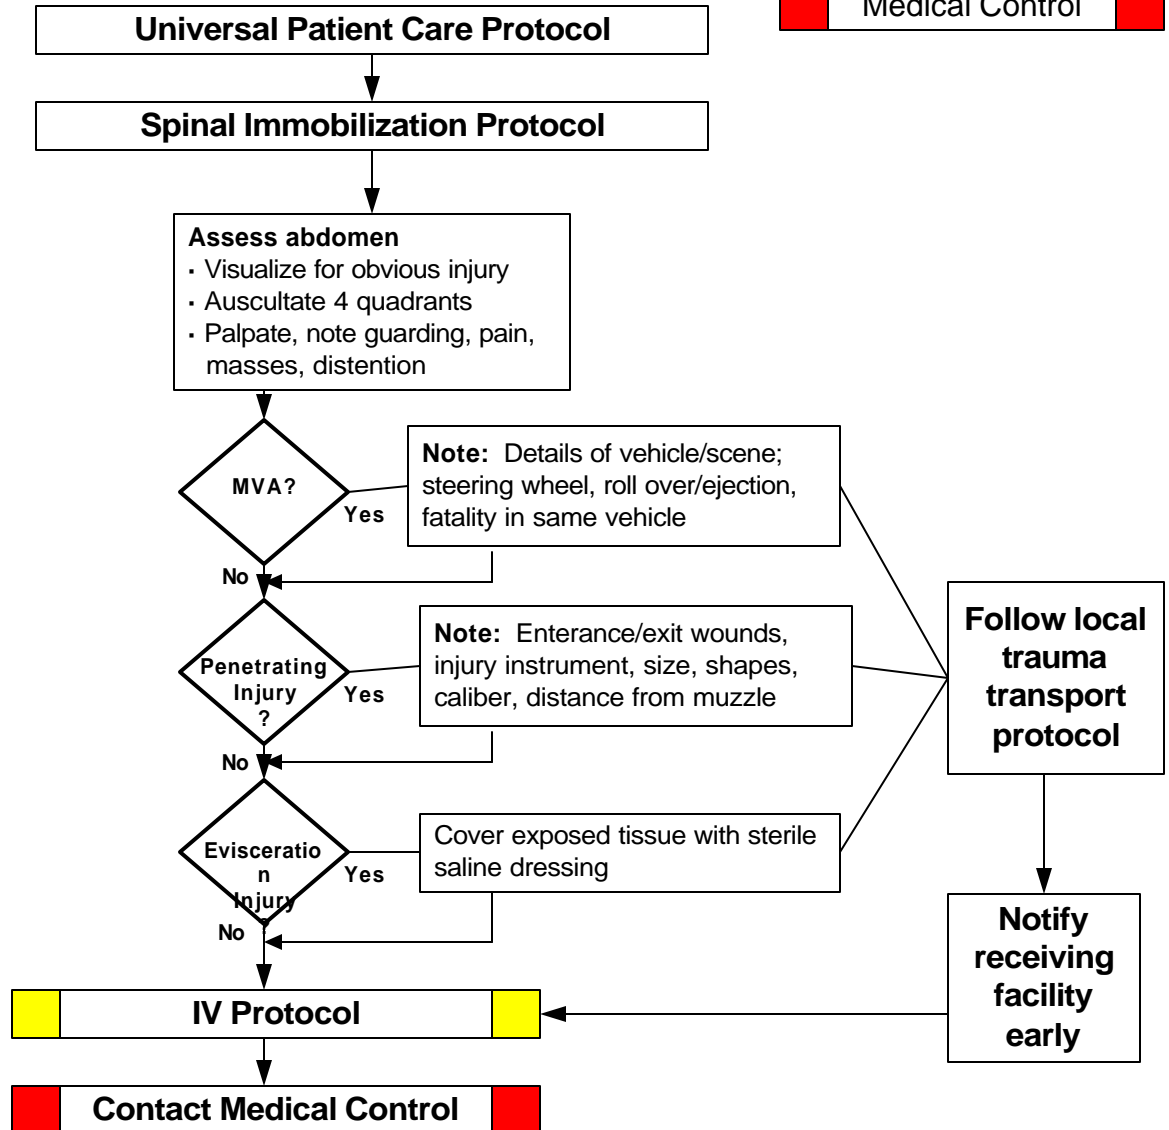 Medical Control
Universal Patient Care Protocol
Spinal Immobilization Protocol
Assess abdomen
· Visualize for obvious injury
· Auscultate 4 quadrants
· Palpate, note guarding, pain,
masses, distention
MVA?
Yes
Note: Details of vehicle/scene;
steering wheel, roll over/ejection,
fatality in same vehicle
No
Penetrating
Injury
?
Yes
Note: Enterance/exit wounds,
injury instrument, size, shapes,
caliber, distance from muzzle
Follow local
trauma
transport
protocol
No
Evisceratio
n
Injury
?
Yes
Cover exposed tissue with sterile
saline dressing
No
Notify
receiving
facility
early
IV Protocol
Contact Medical Control